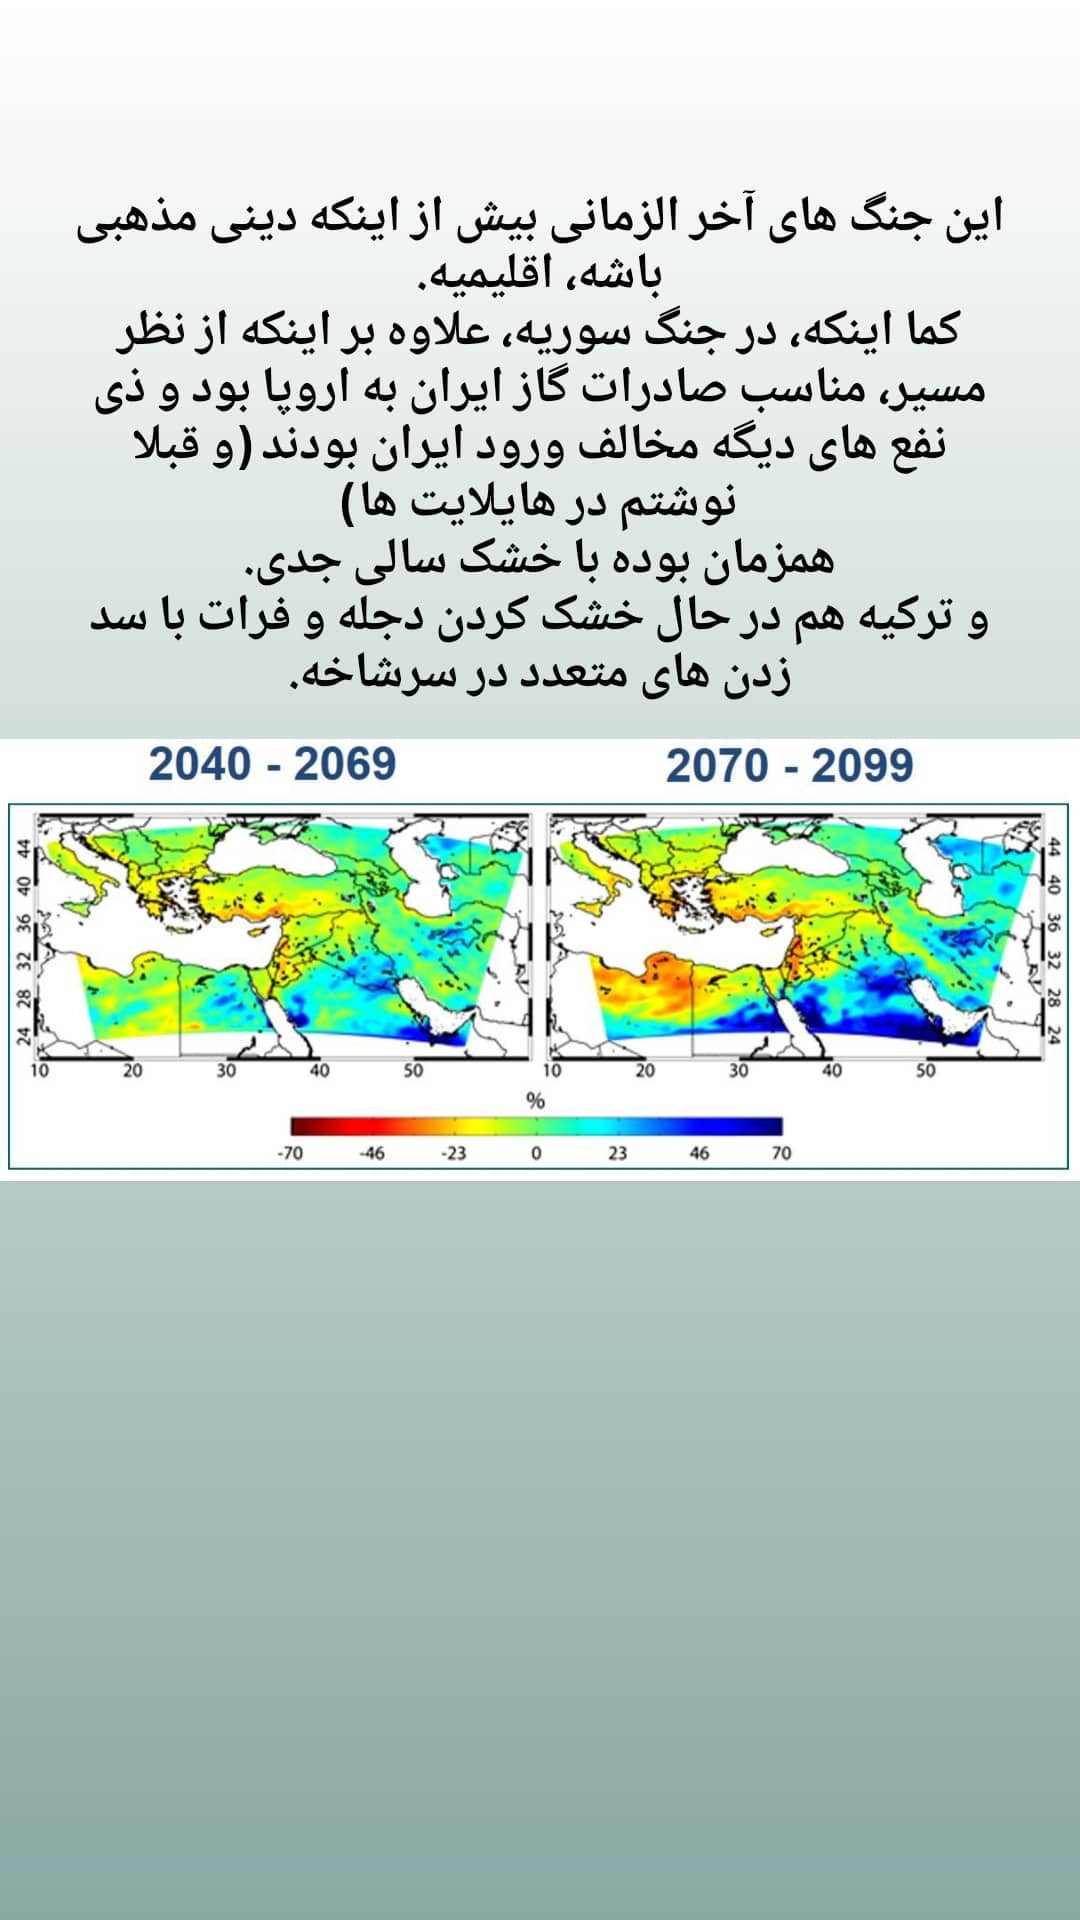 این جنگ های آخر الزمانی بیش از اینکه دینی مذهبی
باشه، اقلیمیه.
کما اینکه، در جنگ سوریه، علاوه بر اینکه از نظر
مسیر، مناسب صادرات گاز ایران به اروپا بود و ذی
نفع های دیگه مخالف ورود ایران بودند (و قبلا
نوشتم در هایلایت ها)
همزمان بوده با خشک سالی جدی.
و ترکیه هم در حال خشک کردن دجله و فرات با سد
زدن های متعدد در سرشاخه.
2040 - 2069
2070 - 2099
44
40
36
32
28
24
10 20 30 40 50
10 20 30 40 50
44
40
36
32
28
24
%
-70 -46 -23 0 23 46 70